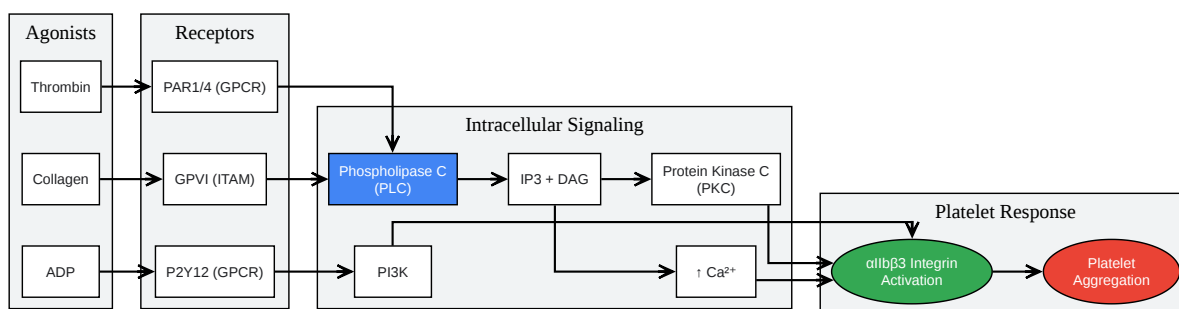 Agonists
Receptors
Thrombin
PAR1/4 (GPCR)
Intracellular Signaling
Collagen
GPVI (ITAM)
Phospholipase C
(PLC)
IP3 + DAG
Protein Kinase C
(PKC)
Platelet Response
ADP
P2Y12 (GPCR)
PI3K
↑ Ca²⁺
αIIbβ3 Integrin
Activation
Platelet
Aggregation